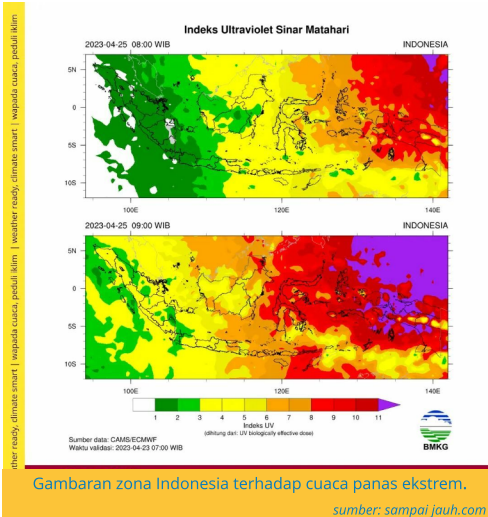 Indeks Ultraviolet Sinar Matahari
2023-04-25 08:00 WIB INDONESIA
5N
0
5S
10S
100E 120E 140E
2023-04-25 09:00 WIB INDONESIA
5N
0
5S
10S
100E 120E 140E
1 2 3 4 5 6 7 8 9 10 11
Indeks UV
(dihitung dari: UV biologically effective dose)
Sumber data: CAMS/ECMWF
Waktu validasi: 2023-04-23 07:00 WIB
BMKG
ther ready, climate smart | wapada cuaca, peduli iklim | weather ready, climate smart | wapada cuaca, peduli iklim
Gambaran zona Indonesia terhadap cuaca panas ekstrem.
sumber: sampai jauh.com